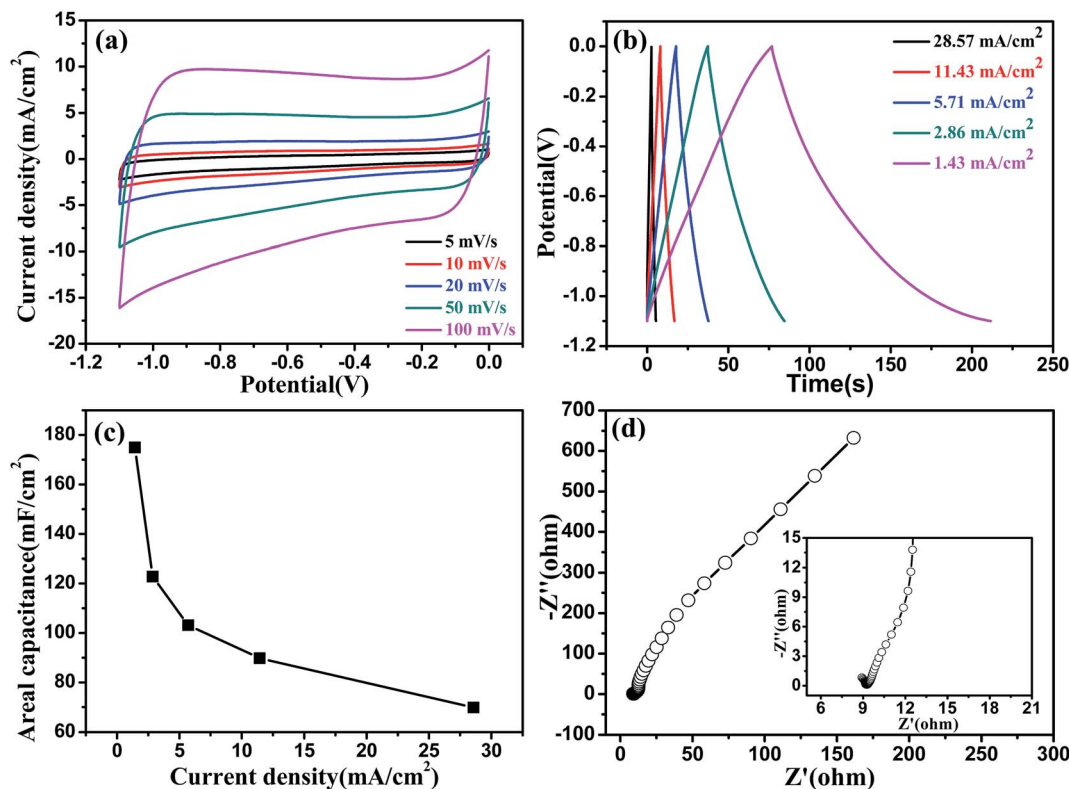 (a)
15
10
5
0
-5
-10
-15
-20
-1.2 -1.0 -0.8 -0.6 -0.4 -0.2 0.0
Current density(mA/cm²)
Potential(V)
5 mV/s
10 mV/s
20 mV/s
50 mV/s
100 mV/s
(b)
0.0
-0.2
-0.4
-0.6
-0.8
-1.0
-1.2
0 50 100 150 200 250
Potential(V)
Time(s)
28.57 mA/cm²
11.43 mA/cm²
5.71 mA/cm²
2.86 mA/cm²
1.43 mA/cm²
(c)
180
160
140
120
100
80
60
0 5 10 15 20 25 30
Areal capacitance(mF/cm²)
Current density(mA/cm²)
(d)
700
600
500
400
300
200
100
0
-100
0 50 100 150 200 250 300
-Z''(ohm)
Z'(ohm)
15
12
9
6
3
0
6 9 12 15 18 21
-Z''(ohm)
Z'(ohm)